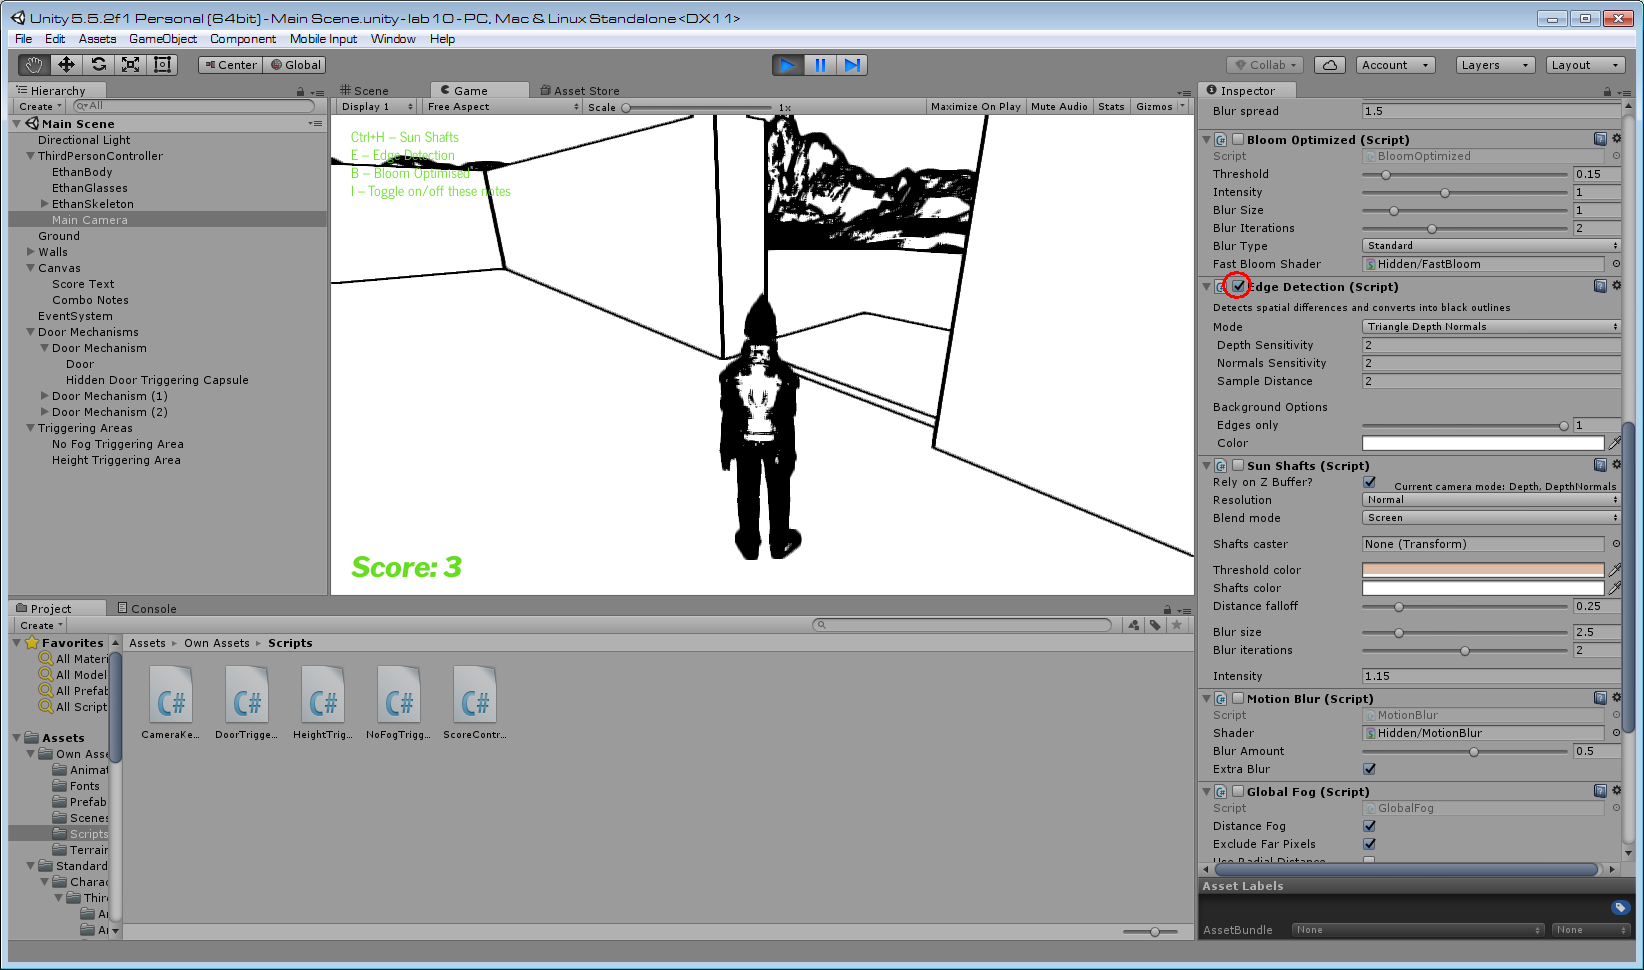 Unity 5.5.2f1 Personal (64bit) - Main Scene.unity - lab 10 - PC, Mac & Linux Standalone <DX11>
File Edit Assets GameObject Component Mobile Input Window Help
Center Global Collab Account Layers Layout
Hierarchy
Create All
Main Scene
Directional Light
ThirdPersonController
EthanBody
EthanGlasses
EthanSkeleton
Main Camera
Ground
Walls
Canvas
Score Text
Combo Notes
EventSystem
Door Mechanisms
Door Mechanism
Door
Hidden Door Triggering Capsule
Door Mechanism (1)
Door Mechanism (2)
Triggering Areas
No Fog Triggering Area
Height Triggering Area
Scene Game Asset Store
Display 1 Free Aspect Scale 1x Maximize On Play Mute Audio Stats Gizmos
Ctrl+H – Sun Shafts
E – Edge Detection
B – Bloom Optimised
I – Toggle on/off these notes
Score: 3
Inspector
Blur spread 1.5
Bloom Optimized (Script)
Script BloomOptimized
Threshold 0.15
Intensity 1
Blur Size 1
Blur Iterations 2
Blur Type Standard
Fast Bloom Shader Hidden/FastBloom
Edge Detection (Script)
Detects spatial differences and converts into black outlines
Mode Triangle Depth Normals
Depth Sensitivity 2
Normals Sensitivity 2
Sample Distance 2
Background Options
Edges only 1
Color
Sun Shafts (Script)
Rely on Z Buffer? Current camera mode: Depth, DepthNormals
Resolution Normal
Blend mode Screen
Shafts caster None (Transform)
Threshold color
Shafts color
Distance falloff 0.25
Blur size 2.5
Blur iterations 2
Intensity 1.15
Motion Blur (Script)
Script MotionBlur
Shader Hidden/MotionBlur
Blur Amount 0.5
Extra Blur
Global Fog (Script)
Script GlobalFog
Distance Fog
Exclude Far Pixels
Use Radial Distance
Asset Labels
AssetBundle None None
Project Console
Create
Favorites
All Materi
All Model
All Prefab
All Script
Assets
Own Asse
Animat
Fonts
Prefab
Scenes
Scripts
Terrain
Standard
Charac
Thir
Ar
Ar
Assets Own Assets Scripts
C# C# C# C# C#
CameraKe... DoorTrigge... HeightTrig... NoFogTrigg... ScoreContr...